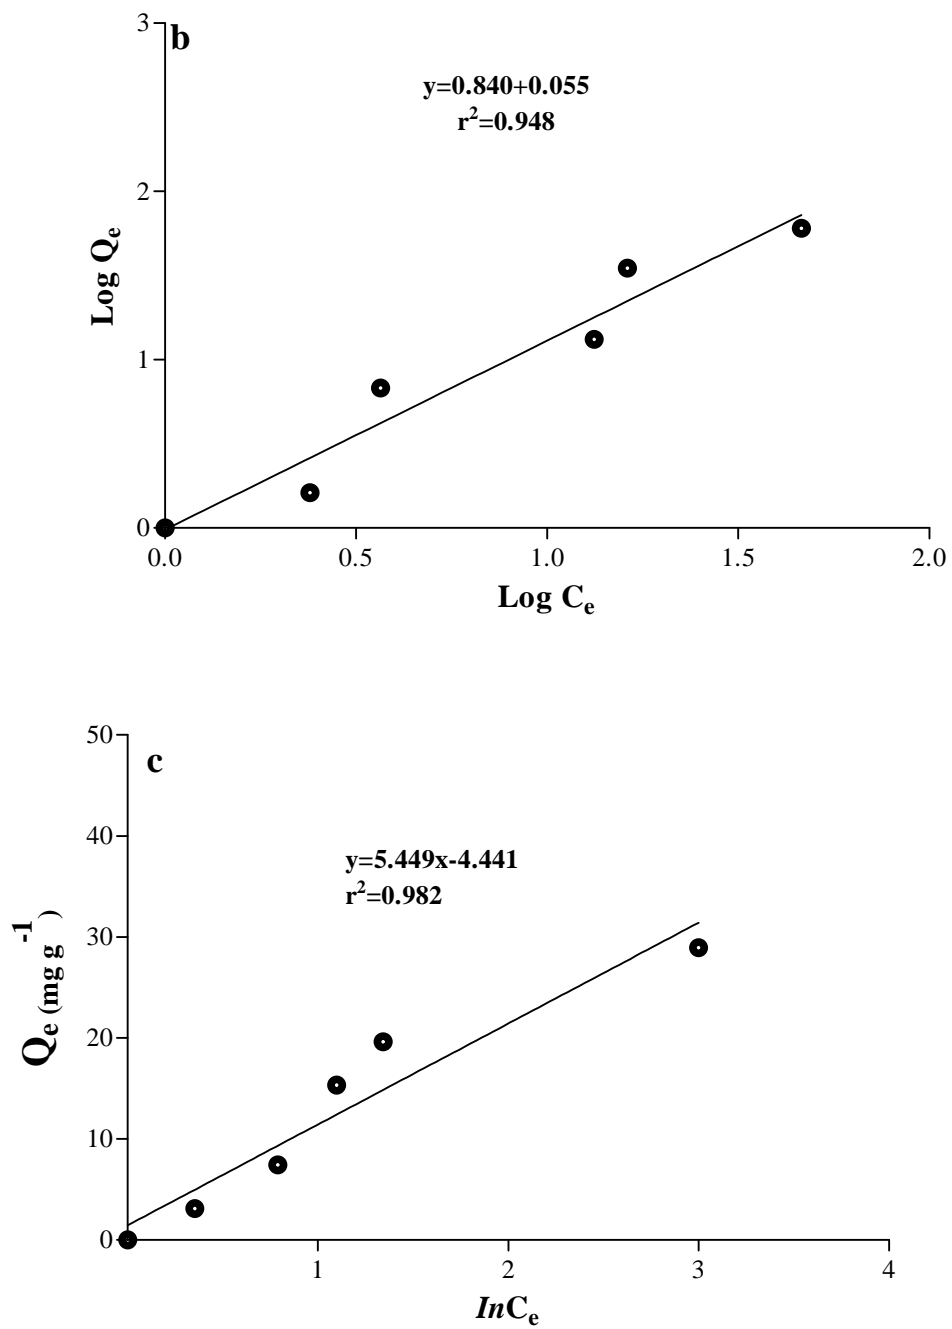 b
3
2
1
0
y=0.840+0.055
r²=0.948
Log Qₑ
0.0 0.5 1.0 1.5 2.0
Log Cₑ
c
50
40
30
20
10
0
y=5.449x-4.441
r²=0.982
Qₑ (mg g⁻¹)
1 2 3 4
InCₑ